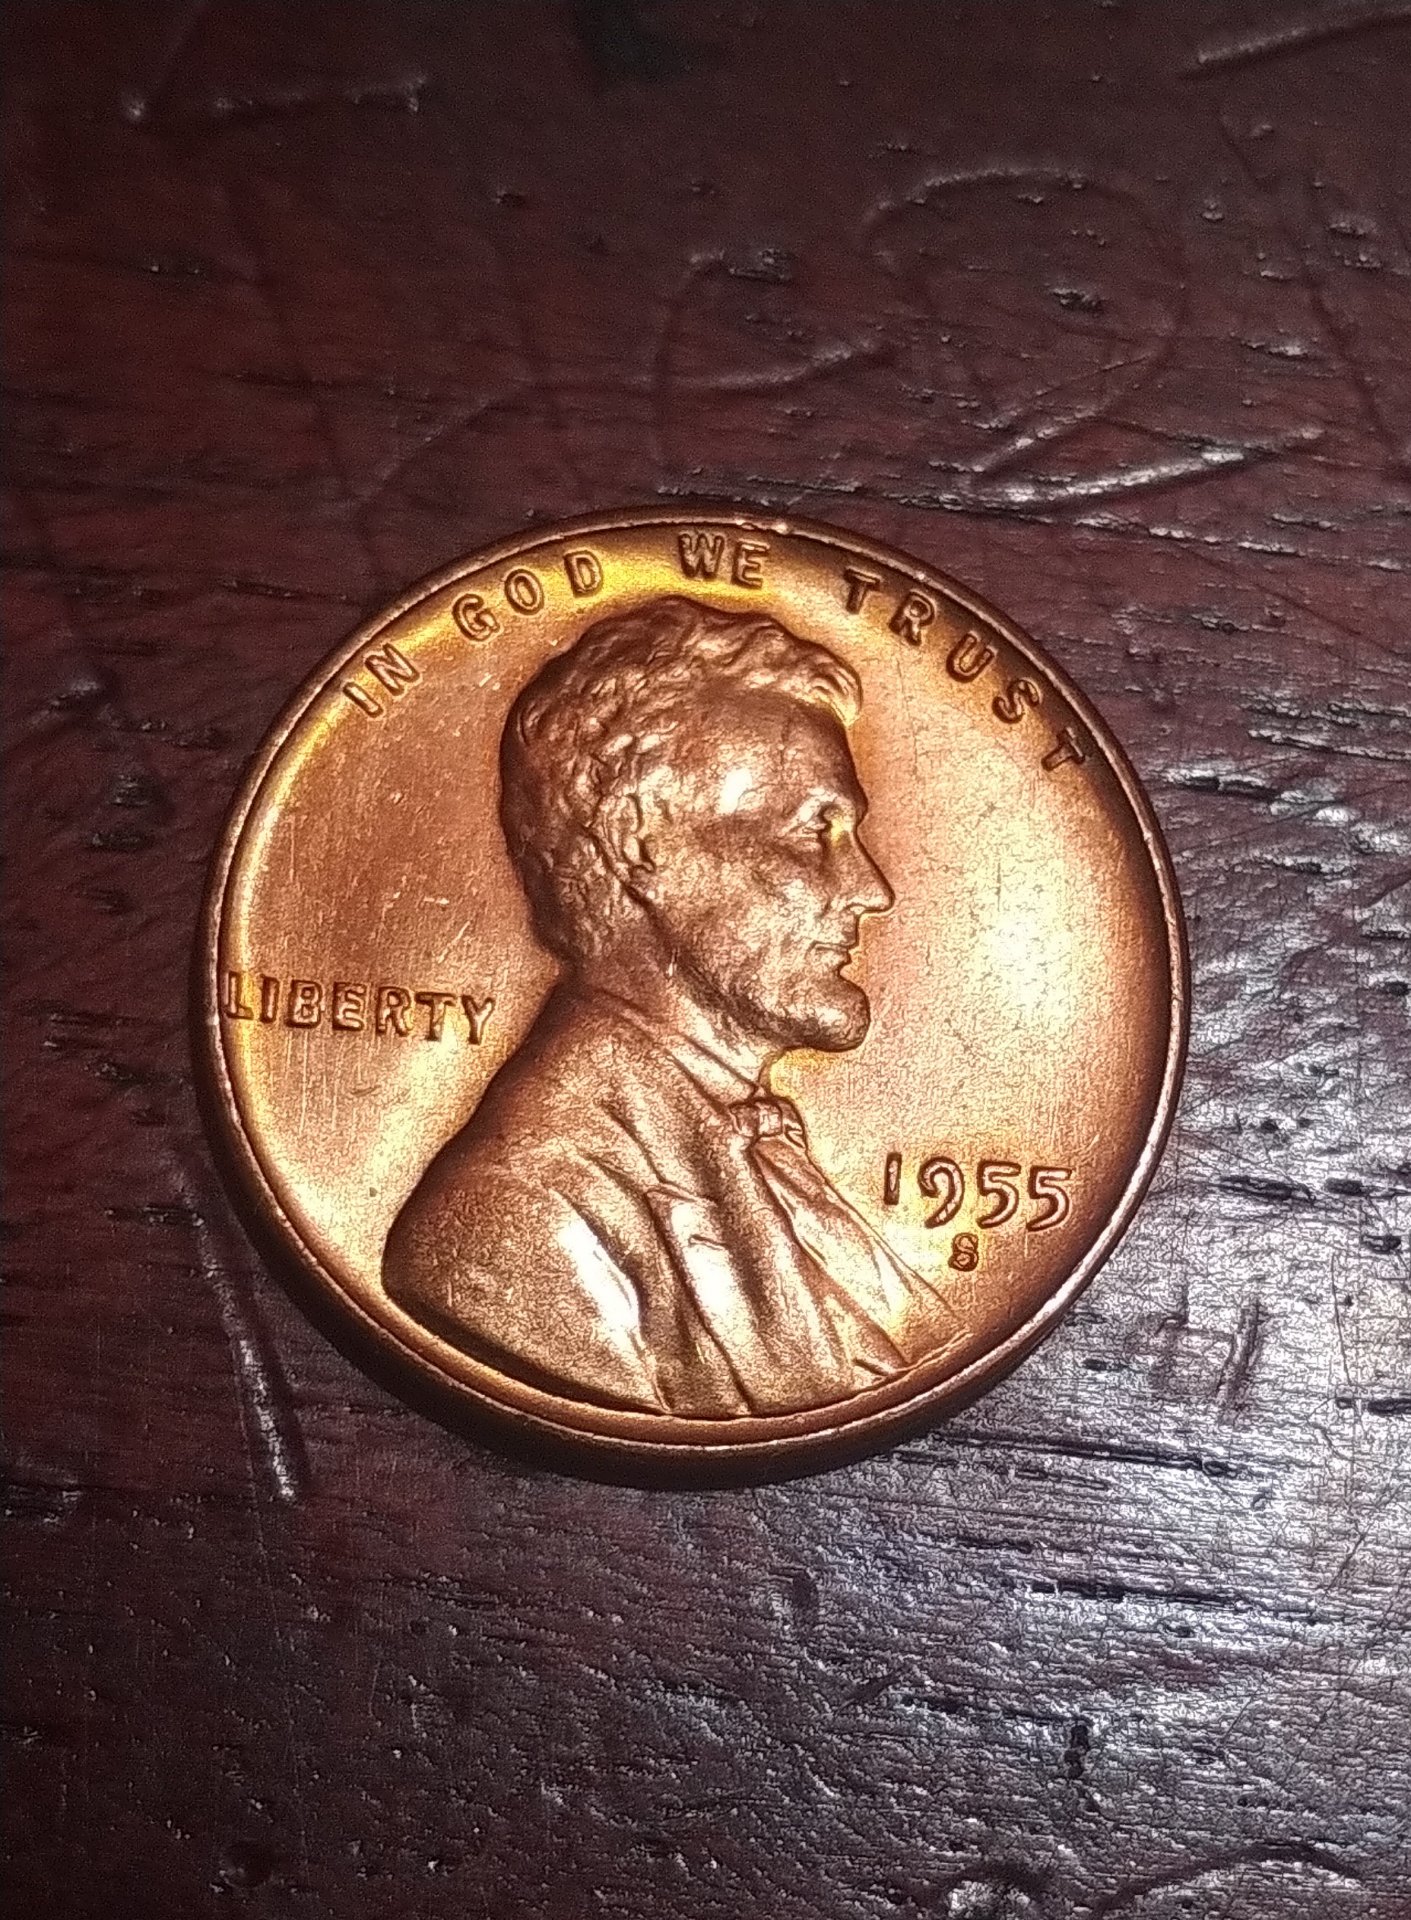 IN GOD WE TRUST
LIBERTY
1955
S